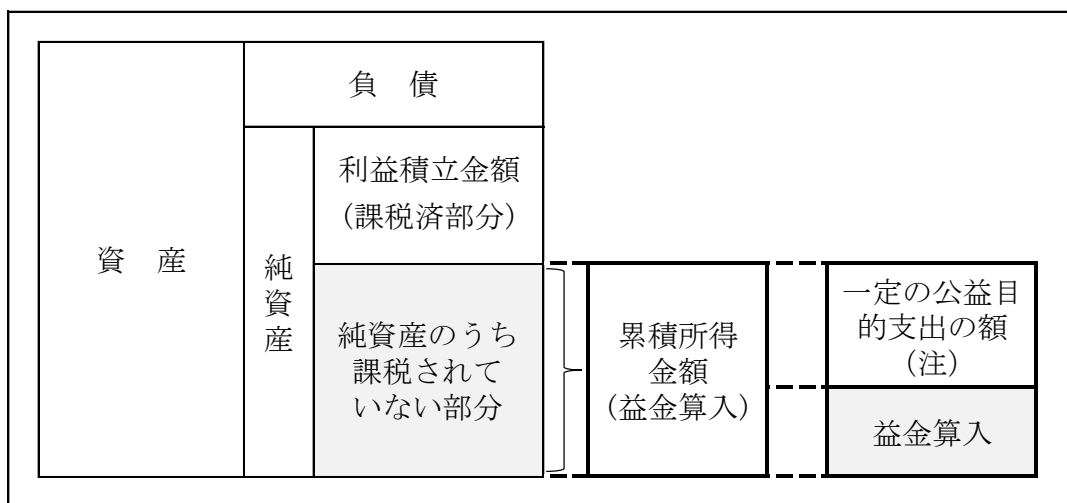 負　債
資　産
純
資
産
利益積立金額
（課税済部分）
純資産のうち
課税されて
いない部分
累積所得
金額
（益金算入）
一定の公益目
的支出の額
（注）
益金算入